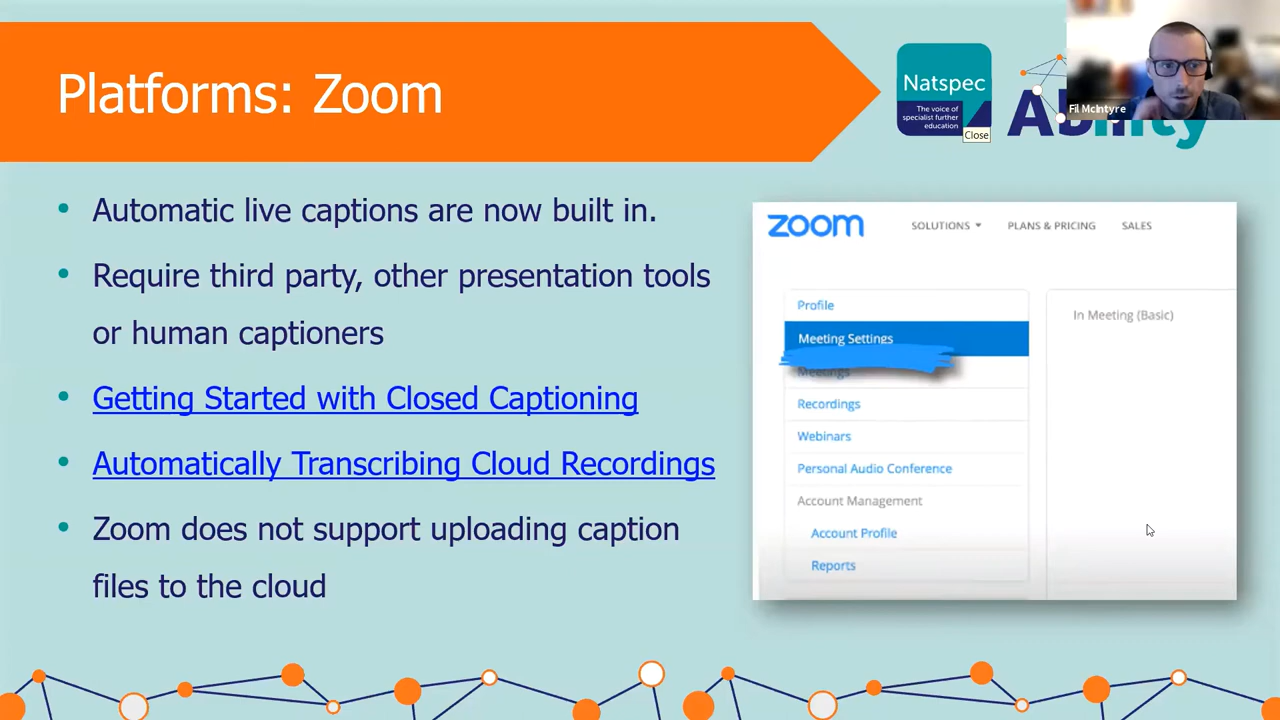 Platforms: Zoom
Natspec
The voice of
specialist further
education
Close
Ability
Fil McIntyre
Automatic live captions are now built in.
Require third party, other presentation tools
or human captioners
Getting Started with Closed Captioning
Automatically Transcribing Cloud Recordings
Zoom does not support uploading caption
files to the cloud
zoom
SOLUTIONS
PLANS & PRICING
SALES
Profile
Meeting Settings
Meetings
Recordings
Webinars
Personal Audio Conference
Account Management
Account Profile
Reports
In Meeting (Basic)